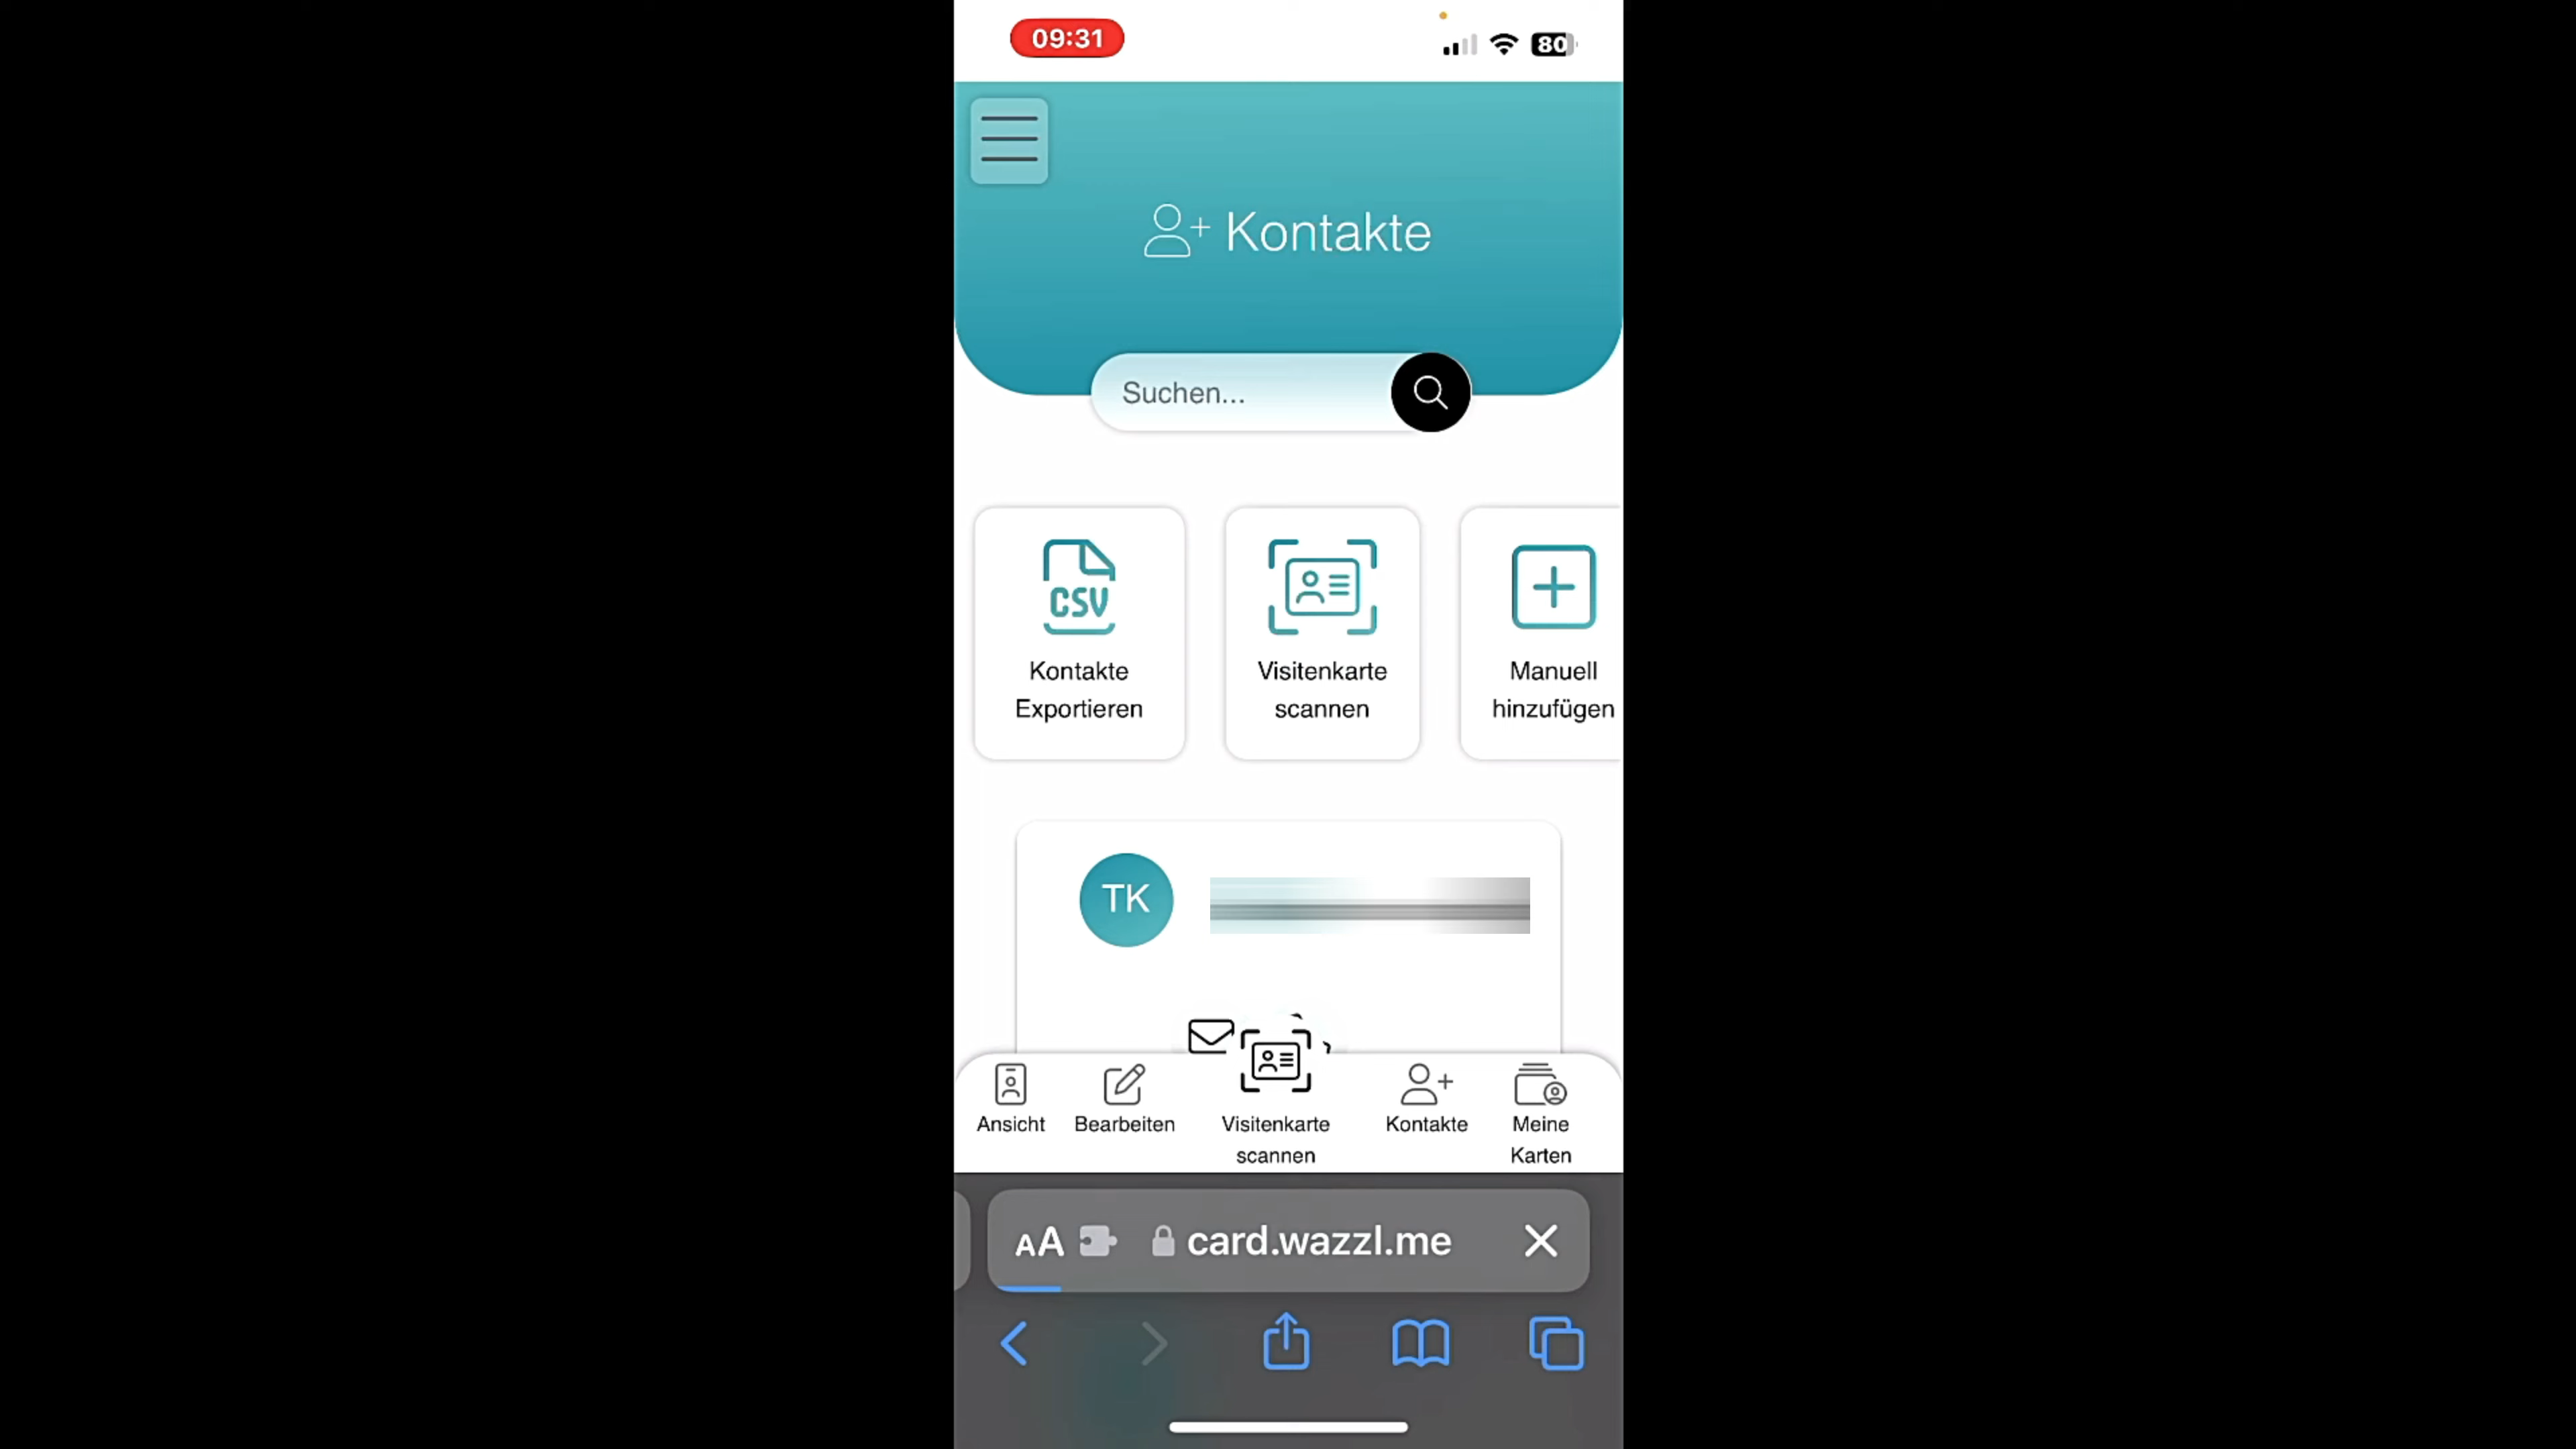 09:31
80
Kontakte
Suchen...
CSV
Kontakte
Exportieren
Visitenkarte
scannen
Manuell
hinzufügen
TK
Ansicht
Bearbeiten
Visitenkarte
scannen
Kontakte
Meine
Karten
AA card.wazzl.me